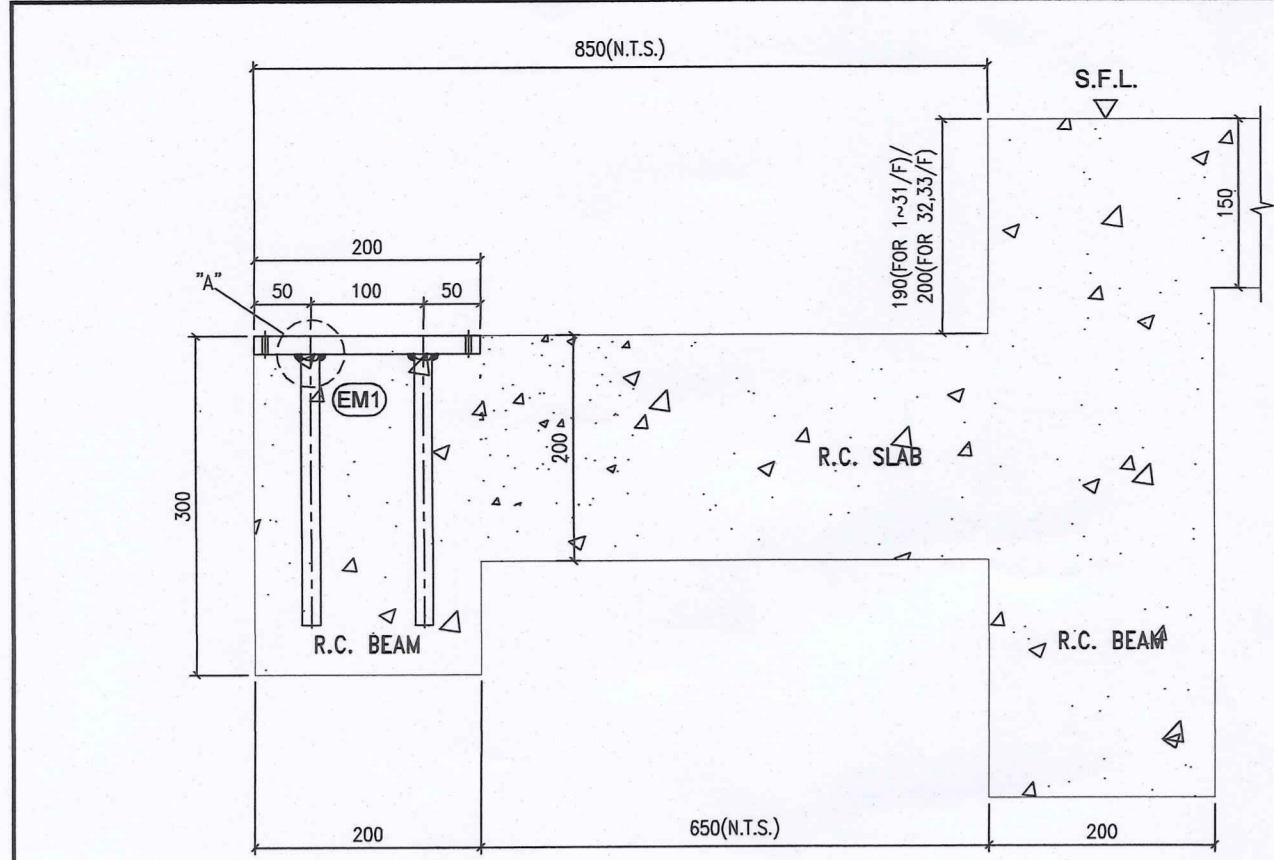 850(N.T.S.)
S.F.L.
190(FOR 1~31/F)/
200(FOR 32,33/F)
150
200
"A"
50
100
50
EM1
300
200
R.C. SLAB
R.C. BEAM
R.C. BEAM
200
650(N.T.S.)
200